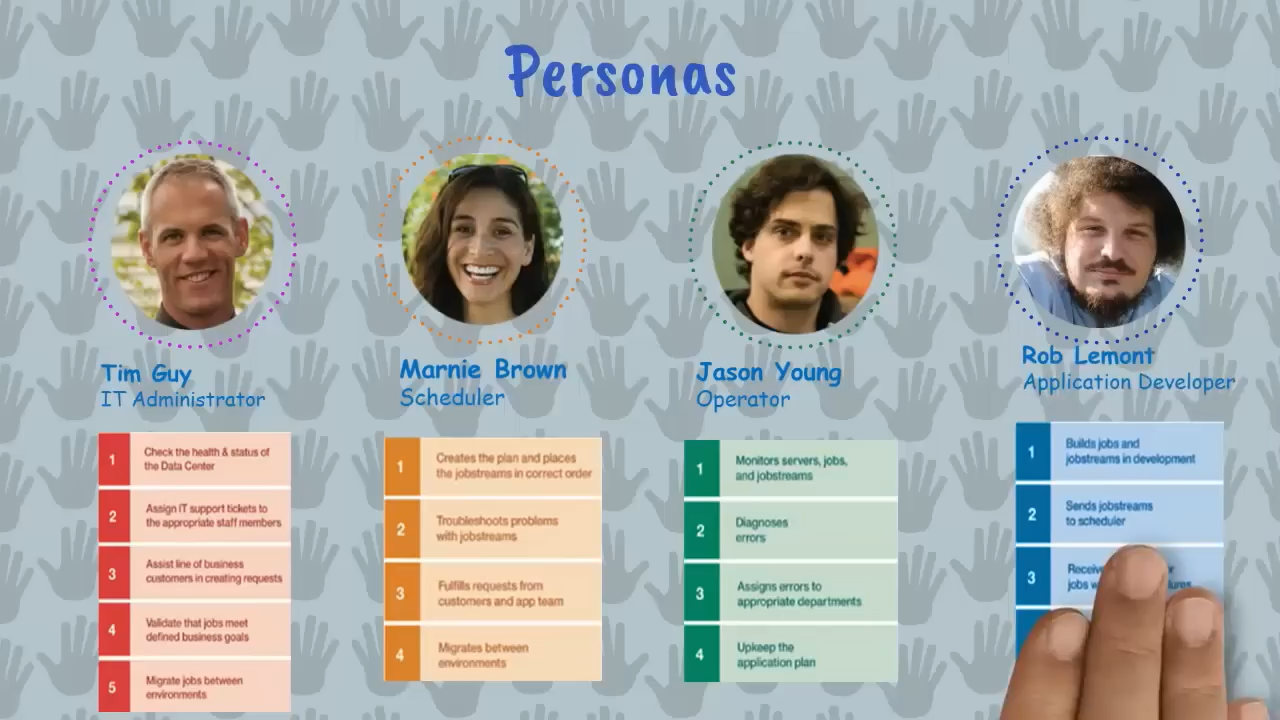 Personas
Tim Guy
IT Administrator
1
Check the health & status of
the Data Center
2
Assign IT support tickets to
the appropriate staff members
3
Assist line of business
customers in creating requests
4
Validate that jobs meet
defined business goals
5
Migrate jobs between
environments
Marnie Brown
Scheduler
1
Creates the plan and places
the jobstreams in correct order
2
Troubleshoots problems
with jobstreams
3
Fulfills requests from
customers and app team
4
Migrates between
environments
Jason Young
Operator
1
Monitors servers, jobs,
and jobstreams
2
Diagnoses
errors
3
Assigns errors to
appropriate departments
4
Upkeep the
application plan
Rob Lemont
Application Developer
1
Builds jobs and
jobstreams in development
2
Sends jobstreams
to scheduler
3
jobs